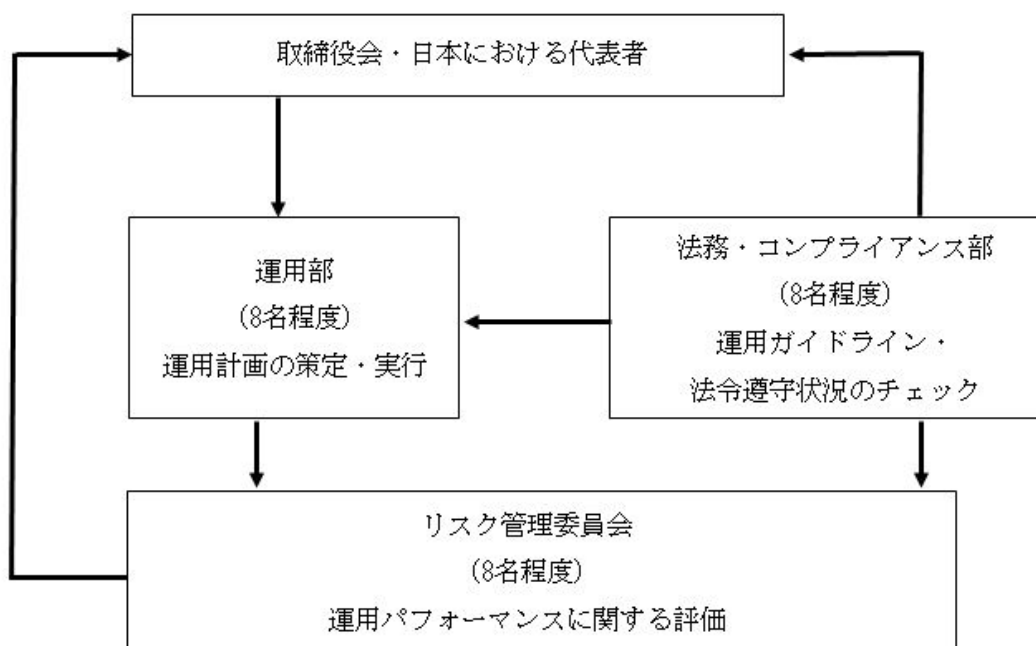 取締役会・日本における代表者
運用部
(8名程度)
運用計画の策定・実行
法務・コンプライアンス部
(8名程度)
運用ガイドライン・
法令遵守状況のチェック
リスク管理委員会
(8名程度)
運用パフォーマンスに関する評価